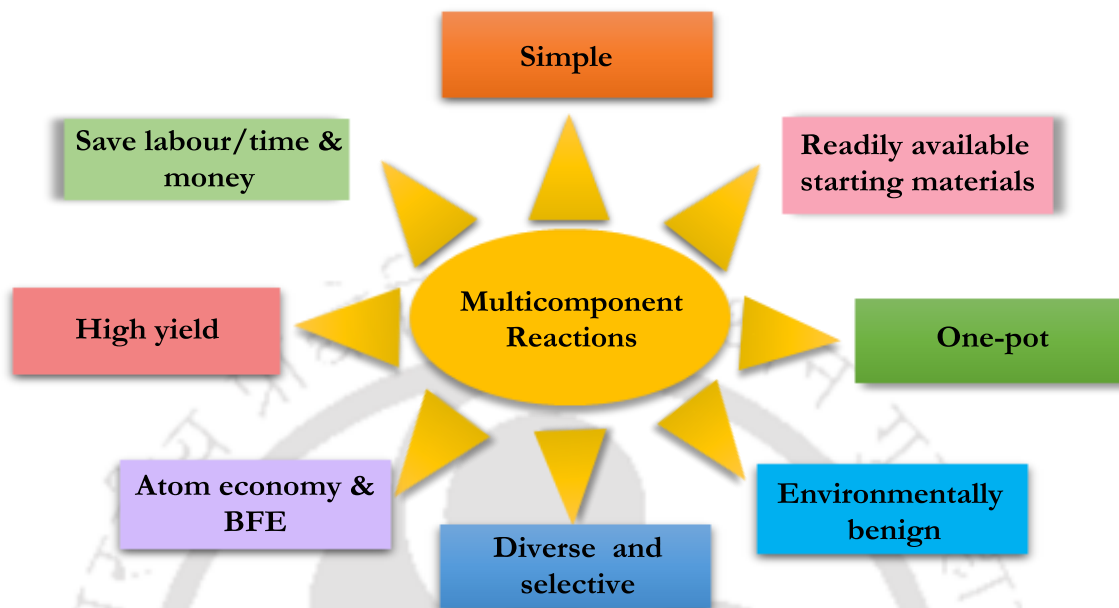 Simple
Save labour/time &
money
Readily available
starting materials
High yield
Multicomponent
Reactions
One-pot
Atom economy &
BFE
Environmentally
benign
Diverse and
selective